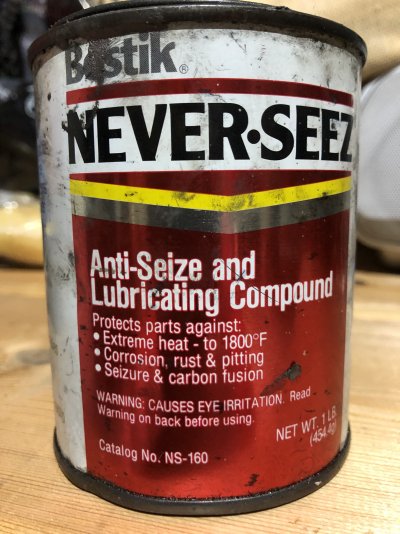 Bostik®
NEVER•SEEZ
Anti-Seize and
Lubricating Compound
Protects parts against:
• Extreme heat - to 1800°F
• Corrosion, rust & pitting
• Seizure & carbon fusion
WARNING: CAUSES EYE IRRITATION. Read
Warning on back before using.
NET WT. 1 LB.
(454.4g)
Catalog No. NS-160